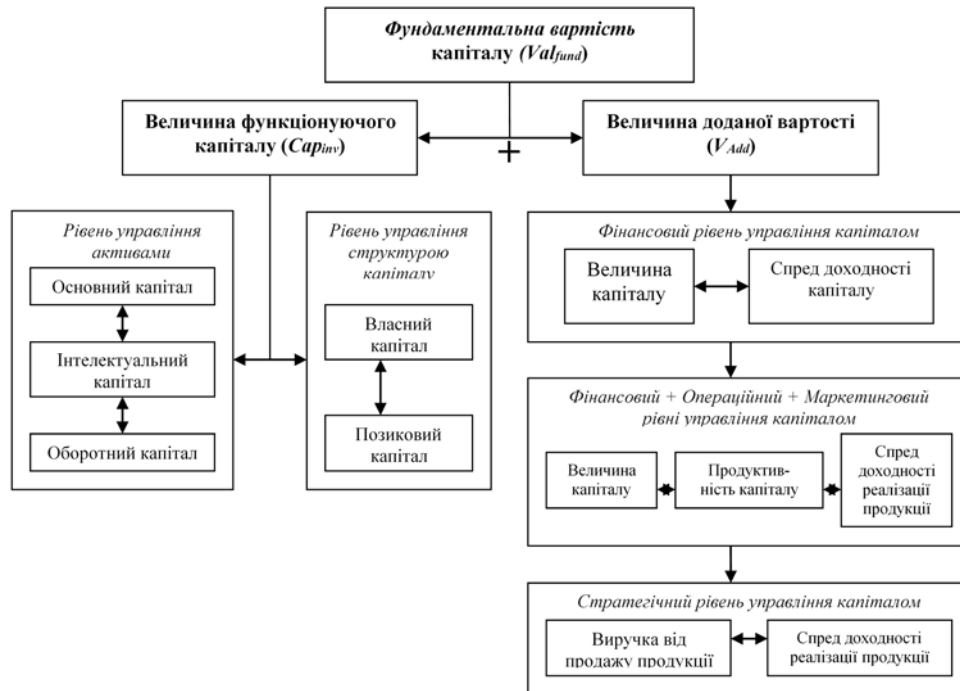 Фундаментальна вартість
капіталу (Val_fund)
Величина функціонуючого
капіталу (Cap_inv)
+
Величина доданої вартості
(V_Add)
Рівень управління
активами
Основний капітал
Інтелектуальний
капітал
Оборотний капітал
Рівень управління
структурою
капіталу
Власний
капітал
Позиковий
капітал
Фінансовий рівень управління капіталом
Величина
капіталу
Спред доходності
капіталу
Фінансовий + Операційний + Маркетинговий
рівні управління капіталом
Величина
капіталу
Продуктив-
ність капіталу
Спред
доходності
реалізації
продукції
Стратегічний рівень управління капіталом
Виручка від
продажу продукції
Спред доходності
реалізації продукції